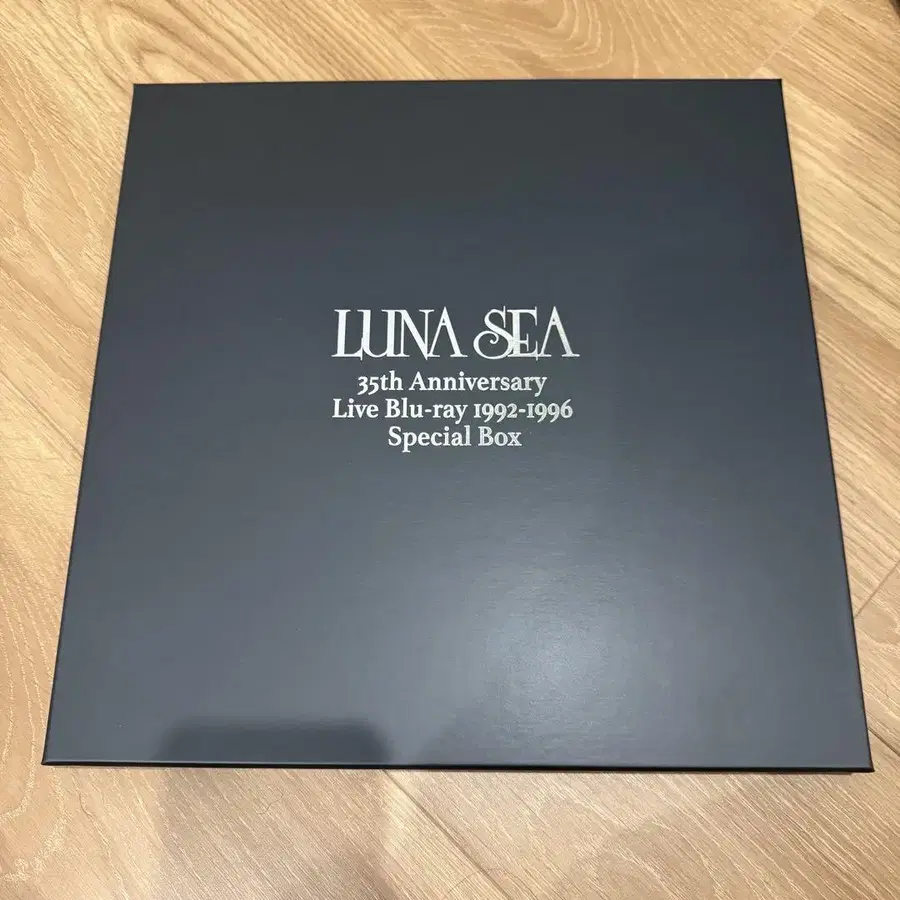 LUNA SEA
35th Anniversary
Live Blu-ray 1992-1996
Special Box